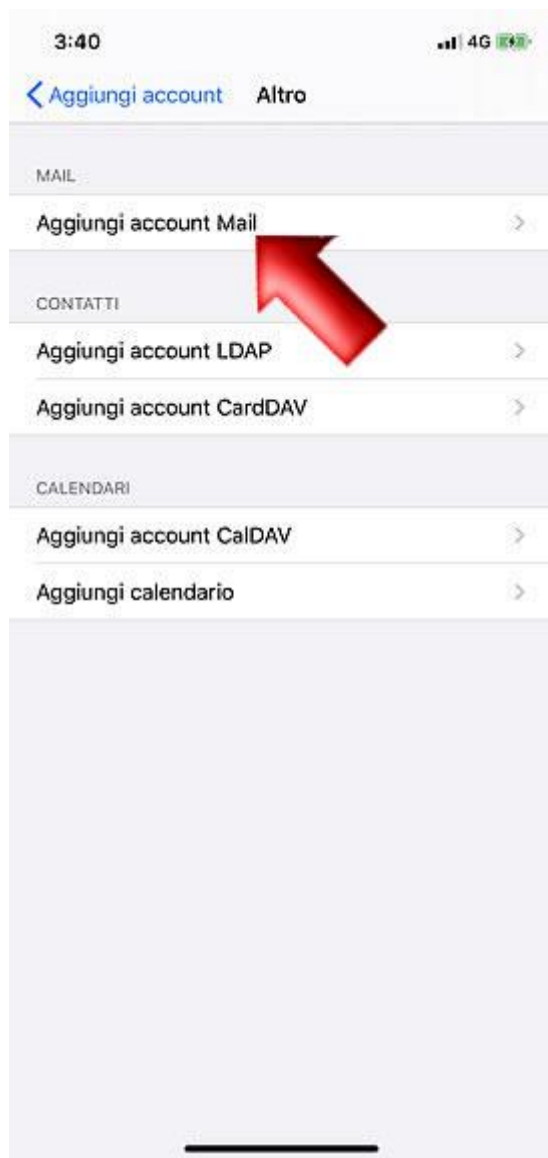 3:40 4G
Aggiungi account Altro
MAIL
Aggiungi account Mail
CONTATTI
Aggiungi account LDAP
Aggiungi account CardDAV
CALENDARI
Aggiungi account CalDAV
Aggiungi calendario